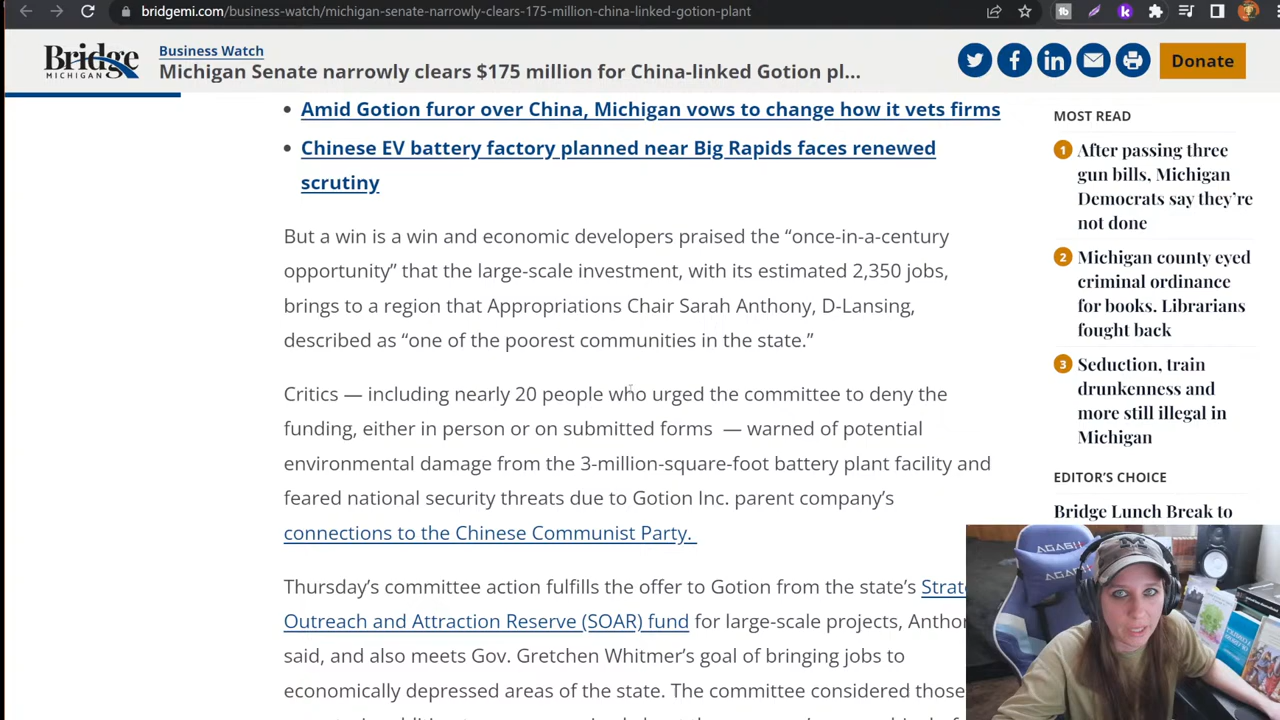 bridgemi.com/business-watch/michigan-senate-narrowly-clears-175-million-china-linked-gotion-plant
Bridge
MICHIGAN
Business Watch
Michigan Senate narrowly clears $175 million for China-linked Gotion pl...
Donate
Amid Gotion furor over China, Michigan vows to change how it vets firms
Chinese EV battery factory planned near Big Rapids faces renewed
scrutiny
But a win is a win and economic developers praised the “once-in-a-century
opportunity” that the large-scale investment, with its estimated 2,350 jobs,
brings to a region that Appropriations Chair Sarah Anthony, D-Lansing,
described as “one of the poorest communities in the state.”
Critics — including nearly 20 people who urged the committee to deny the
funding, either in person or on submitted forms — warned of potential
environmental damage from the 3-million-square-foot battery plant facility and
feared national security threats due to Gotion Inc. parent company’s
connections to the Chinese Communist Party.
Thursday’s committee action fulfills the offer to Gotion from the state’s Strate
Outreach and Attraction Reserve (SOAR) fund for large-scale projects, Anthon
said, and also meets Gov. Gretchen Whitmer’s goal of bringing jobs to
economically depressed areas of the state. The committee considered those
MOST READ
1 After passing three
gun bills, Michigan
Democrats say they’re
not done
2 Michigan county eyed
criminal ordinance
for books. Librarians
fought back
3 Seduction, train
drunkenness and
more still illegal in
Michigan
EDITOR’S CHOICE
Bridge Lunch Break to
AGASI
AGASI
M